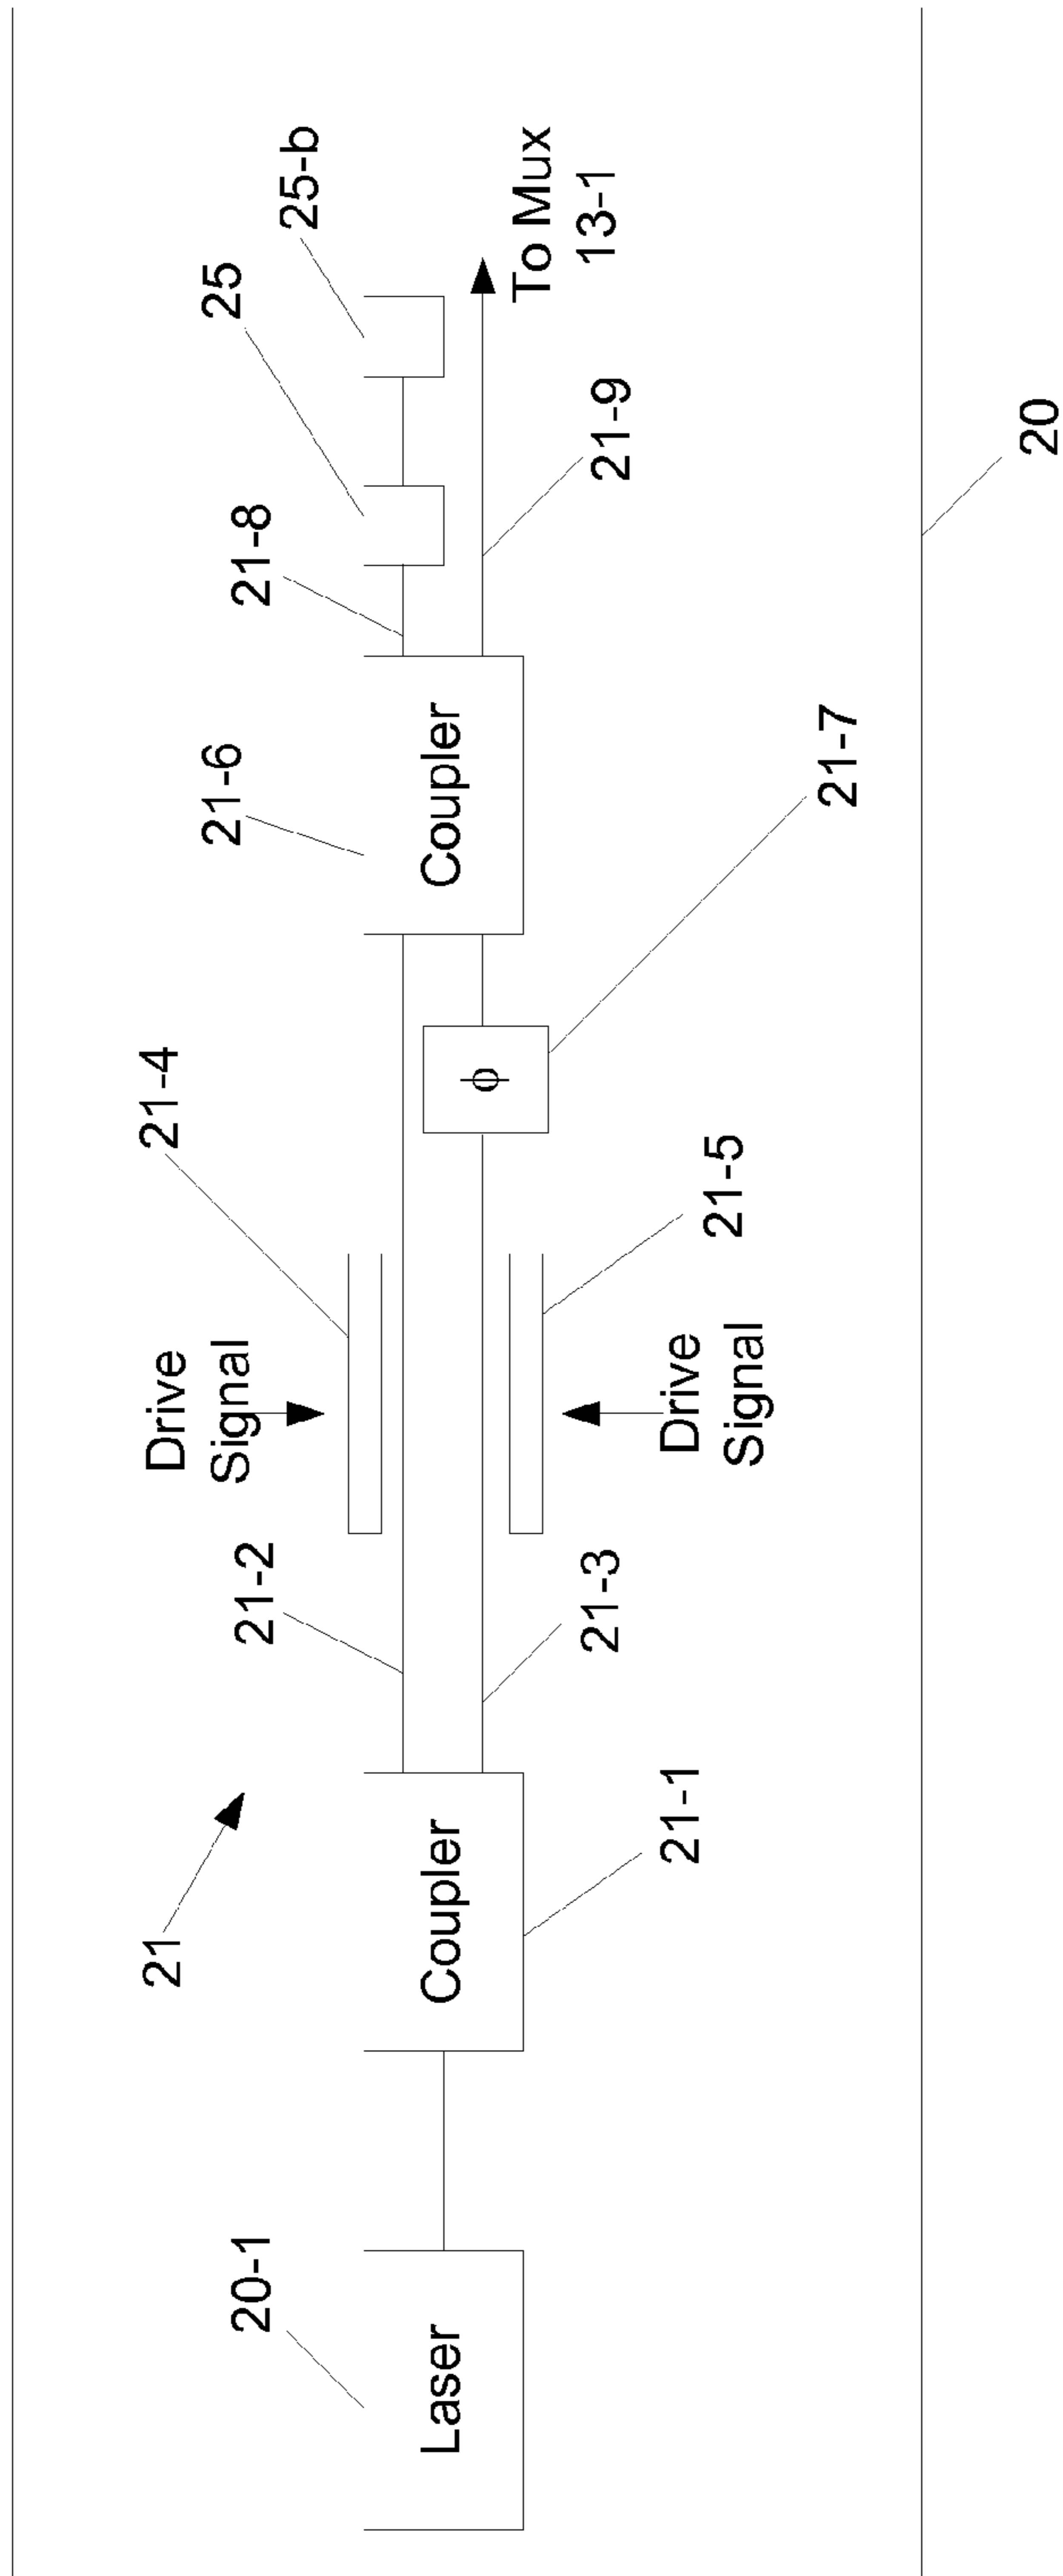 25-b
25
To Mux
13-1
21-8
21-9
20
21-6
Coupler
21-7
21-4
ϕ
21-5
Drive
Signal
Drive
Signal
21-2
21-3
21
Coupler
21-1
20-1
Laser